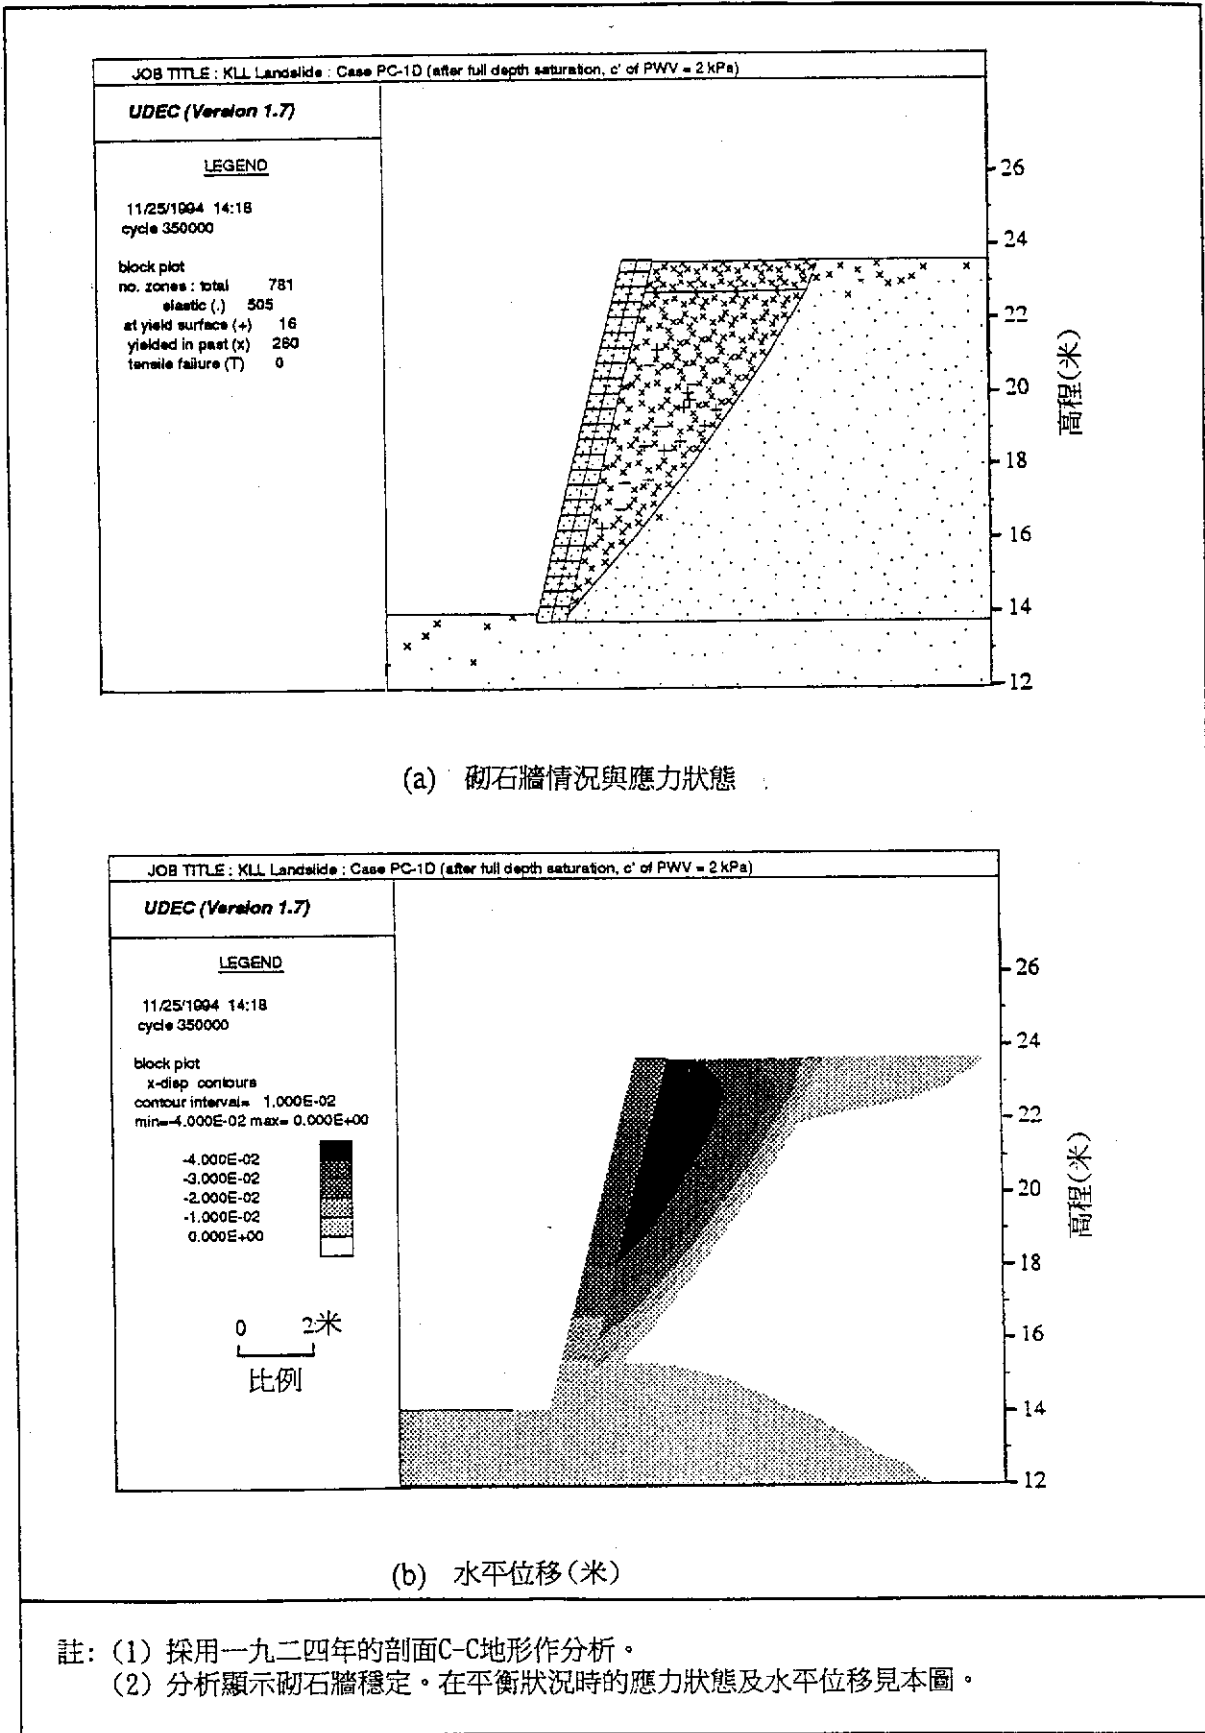 JOB TITLE : KLL Landslide : Case PC-1D (after full depth saturation, c' of PWV = 2 kPa)
UDEC (Version 1.7)
LEGEND
11/25/1994 14:18
cycle 350000
block plot
no. zones : total 781
elastic (.) 505
at yield surface (+) 16
yielded in past (x) 260
tensile failure (T) 0
26
24
22
20
18
16
14
12
高程(米)
(a) 砌石牆情況與應力狀態
JOB TITLE : KLL Landslide : Case PC-1D (after full depth saturation, c' of PWV = 2 kPa)
UDEC (Version 1.7)
LEGEND
11/25/1994 14:18
cycle 350000
block plot
x-disp contours
contour interval= 1.000E-02
min=-4.000E-02 max= 0.000E+00
-4.000E-02
-3.000E-02
-2.000E-02
-1.000E-02
0.000E+00
0 2米
比例
26
24
22
20
18
16
14
12
高程(米)
(b) 水平位移(米)
註: (1) 採用一九二四年的剖面C-C地形作分析。
(2) 分析顯示砌石牆穩定。在平衡狀況時的應力狀態及水平位移見本圖。